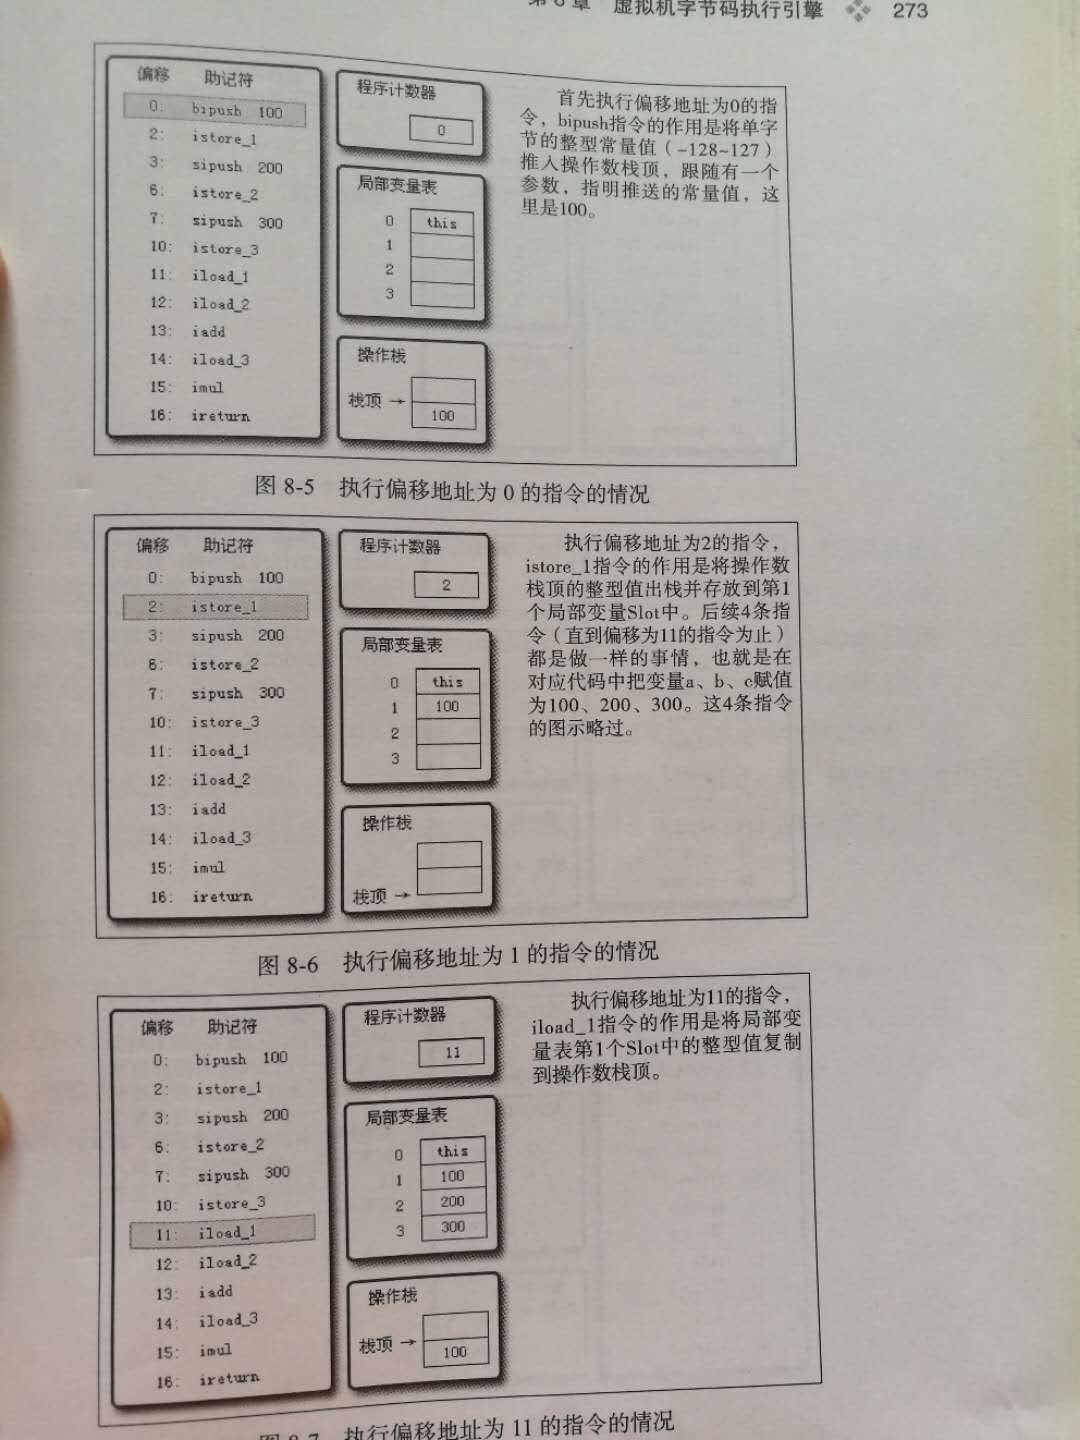 虚拟机字节码执行引擎 273
偏移 助记符
0: bipush 100
2: istore_1
3: sipush 200
6: istore_2
7: sipush 300
10: istore_3
11: iload_1
12: iload_2
13: iadd
14: iload_3
15: imul
16: ireturn
程序计数器
0
局部变量表
0 this
1
2
3
操作栈
栈顶 →
100
首先执行偏移地址为0的指
令，bipush指令的作用是将单字
节的整型常量值（-128~127）
推入操作数栈顶，跟随有一个
参数，指明推送的常量值，这
里是100。
图 8-5 执行偏移地址为 0 的指令的情况
偏移 助记符
0: bipush 100
2: istore_1
3: sipush 200
6: istore_2
7: sipush 300
10: istore_3
11: iload_1
12: iload_2
13: iadd
14: iload_3
15: imul
16: ireturn
程序计数器
2
局部变量表
0 this
1 100
2
3
操作栈
栈顶 →
执行偏移地址为2的指令，
istore_1指令的作用是将操作数
栈顶的整型值出栈并存放到第1
个局部变量Slot中。后续4条指
令（直到偏移为11的指令为止）
都是做一样的事情，也就是在
对应代码中把变量a、b、c赋值
为100、200、300。这4条指令
的图示略过。
图 8-6 执行偏移地址为 1 的指令的情况
偏移 助记符
0: bipush 100
2: istore_1
3: sipush 200
6: istore_2
7: sipush 300
10: istore_3
11: iload_1
12: iload_2
13: iadd
14: iload_3
15: imul
16: ireturn
程序计数器
11
局部变量表
0 this
1 100
2 200
3 300
操作栈
栈顶 →
100
执行偏移地址为11的指令，
iload_1指令的作用是将局部变
量表第1个Slot中的整型值复制
到操作数栈顶。
图 8-7 执行偏移地址为 11 的指令的情况